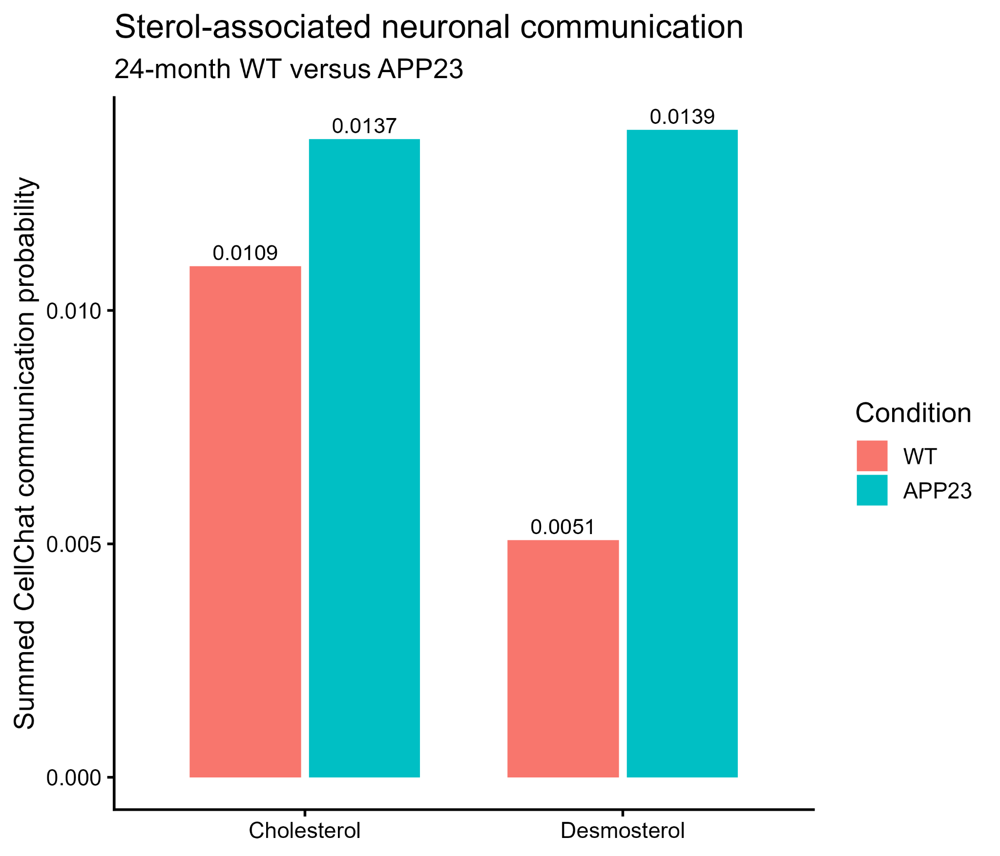 Sterol-associated neuronal communication
24-month WT versus APP23
Summed CellChat communication probability
0.010
0.005
0.000
0.0109
0.0137
0.0051
0.0139
Cholesterol
Desmosterol
Condition
WT
APP23